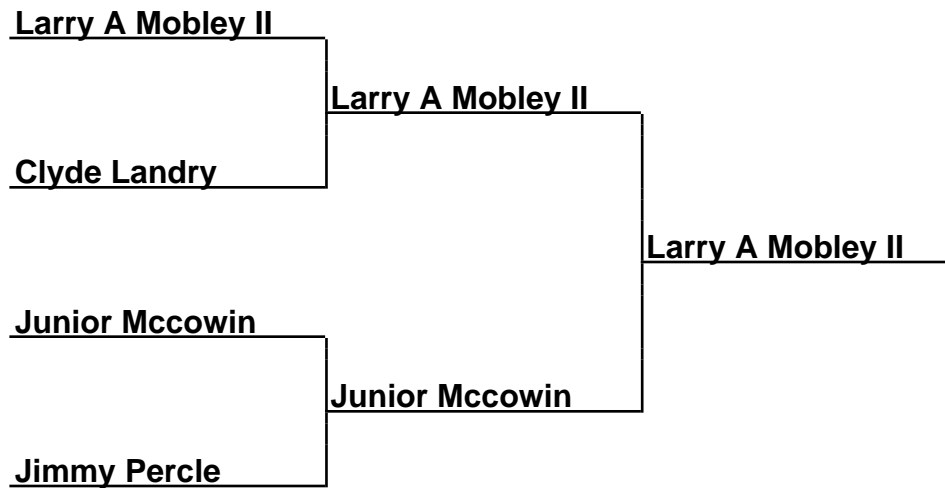 Larry A Mobley II
Larry A Mobley II
Clyde Landry
Larry A Mobley II
Junior Mccowin
Junior Mccowin
Jimmy Percle